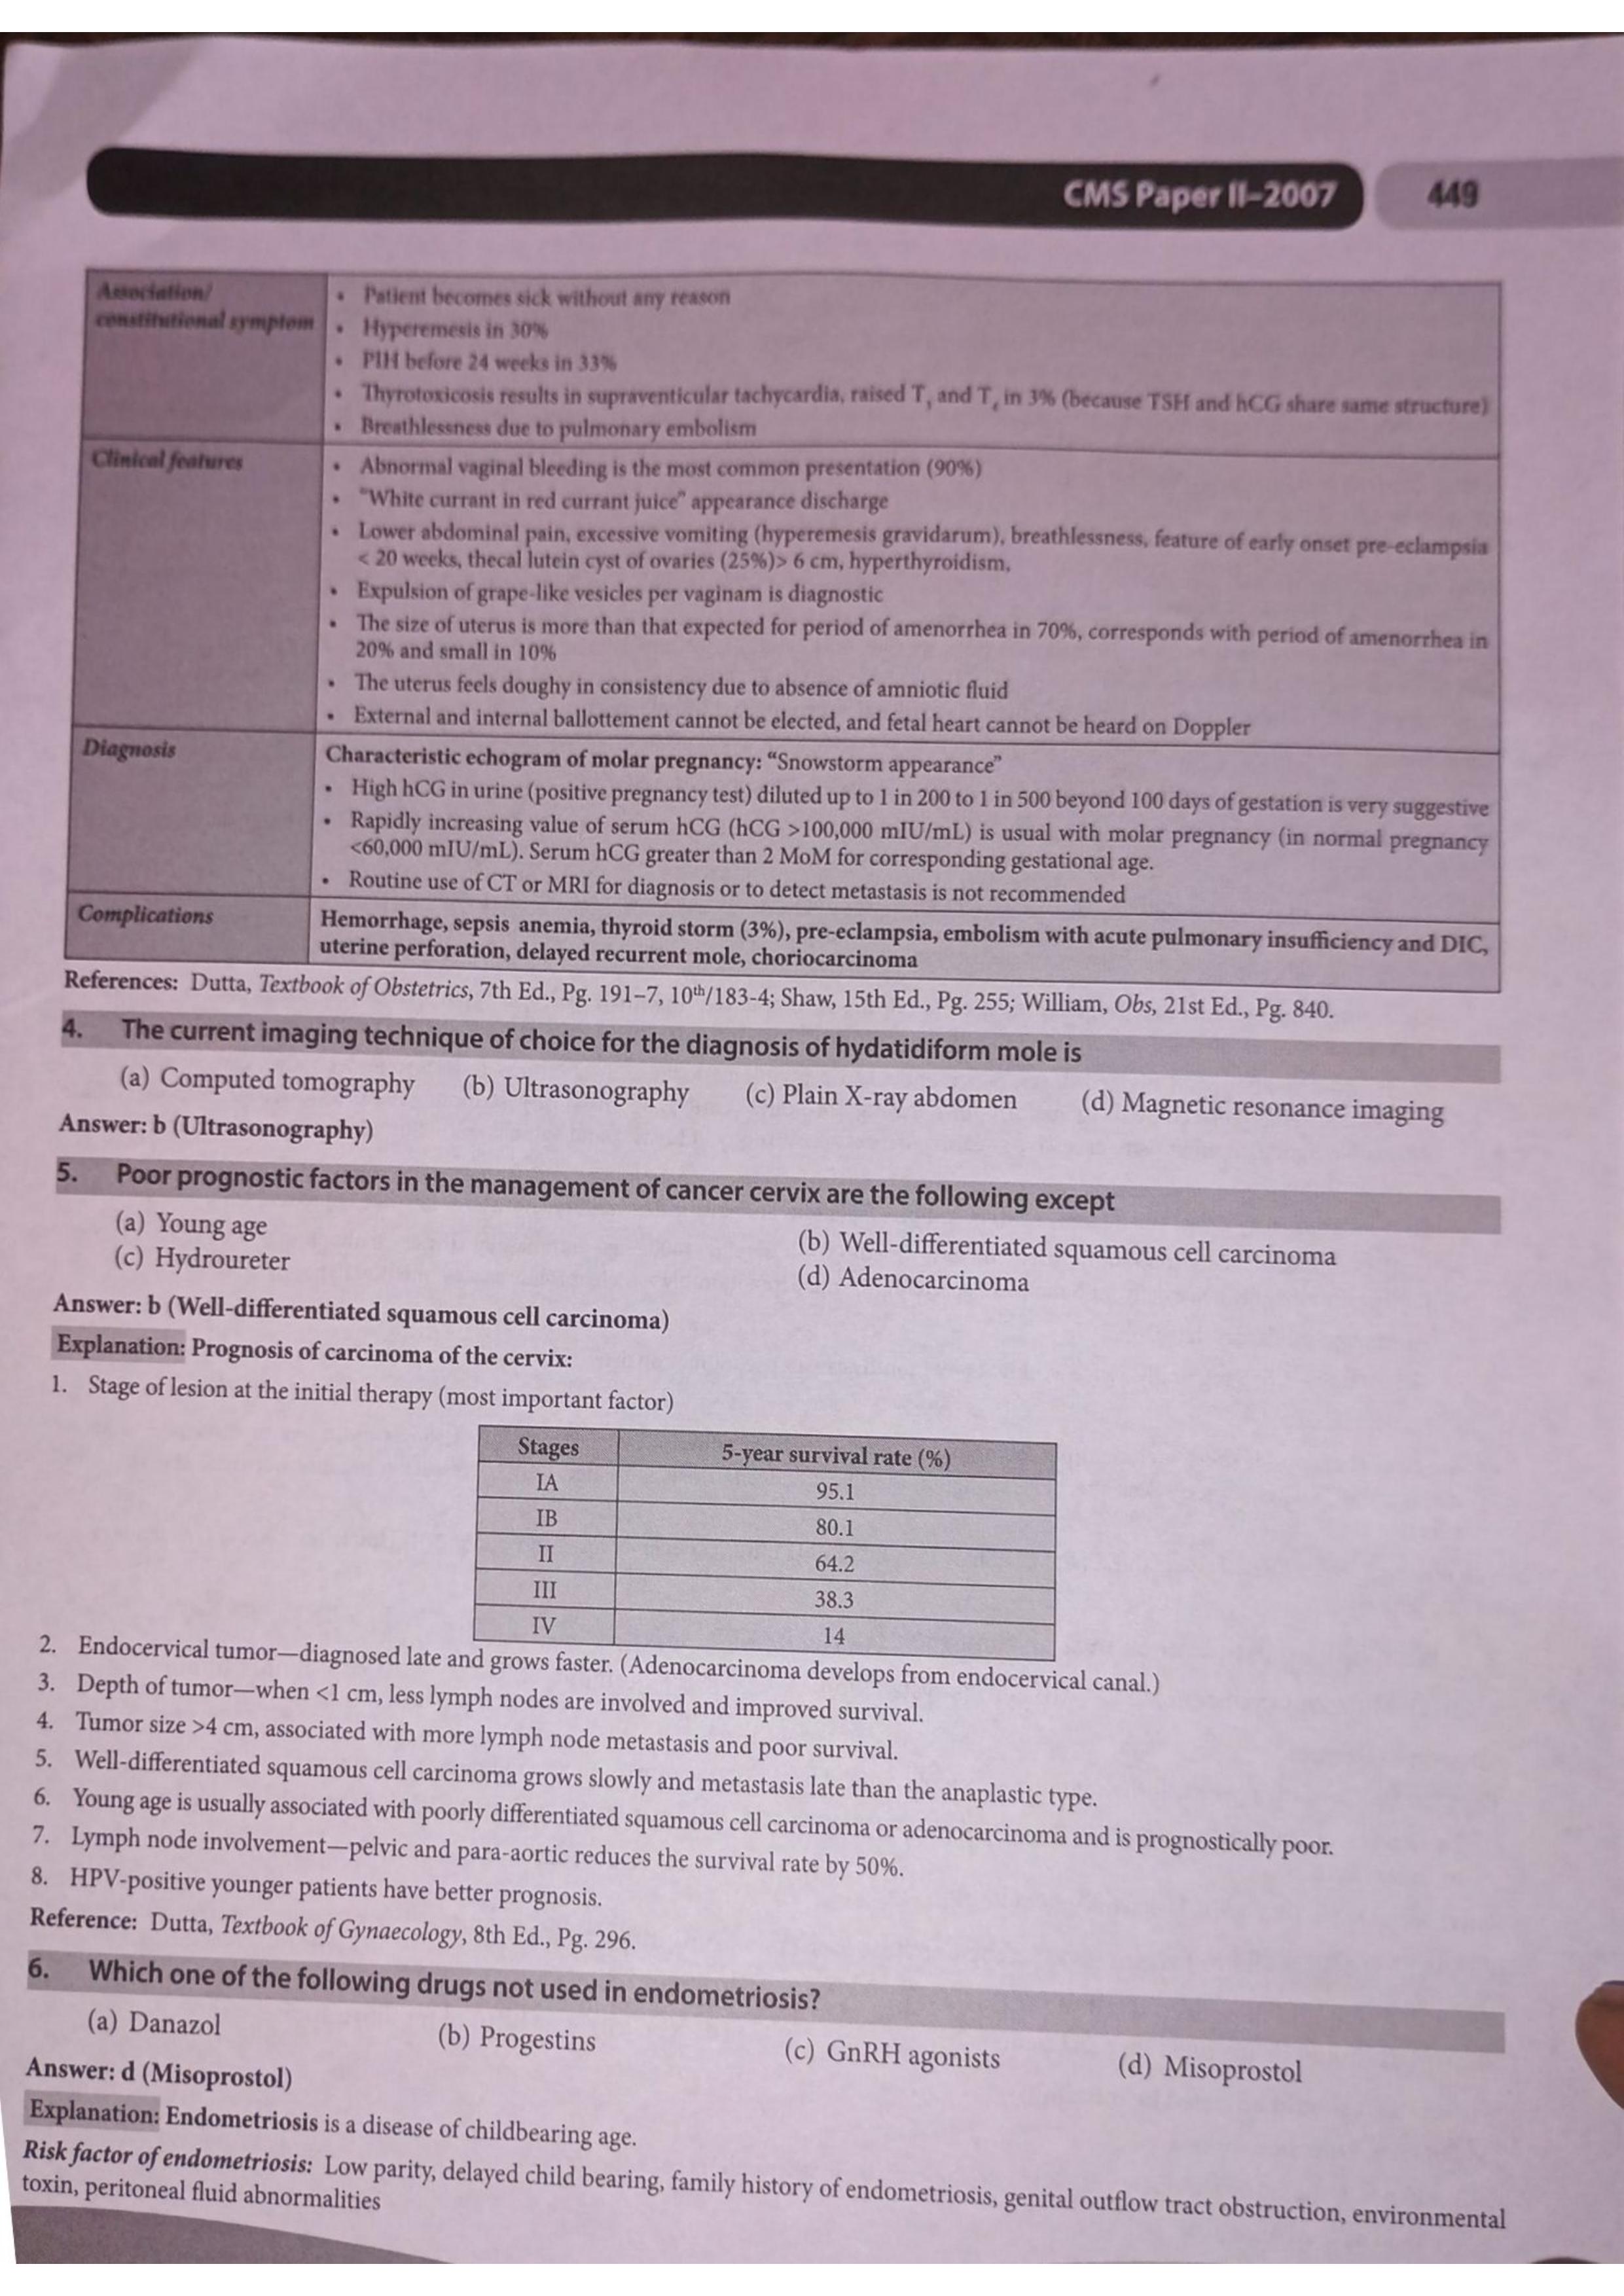 CMS Paper II–2007 449
Association/
constitutional symptom
• Patient becomes sick without any reason
• Hyperemesis in 30%
• PIH before 24 weeks in 33%
• Thyrotoxicosis results in supraventicular tachycardia, raised T₃ and T₄ in 3% (because TSH and hCG share same structure)
• Breathlessness due to pulmonary embolism
Clinical features
• Abnormal vaginal bleeding is the most common presentation (90%)
• "White currant in red currant juice" appearance discharge
• Lower abdominal pain, excessive vomiting (hyperemesis gravidarum), breathlessness, feature of early onset pre-eclampsia
< 20 weeks, thecal lutein cyst of ovaries (25%)> 6 cm, hyperthyroidism,
• Expulsion of grape-like vesicles per vaginam is diagnostic
• The size of uterus is more than that expected for period of amenorrhea in 70%, corresponds with period of amenorrhea in
20% and small in 10%
• The uterus feels doughy in consistency due to absence of amniotic fluid
• External and internal ballottement cannot be elected, and fetal heart cannot be heard on Doppler
Diagnosis
Characteristic echogram of molar pregnancy: "Snowstorm appearance"
• High hCG in urine (positive pregnancy test) diluted up to 1 in 200 to 1 in 500 beyond 100 days of gestation is very suggestive
• Rapidly increasing value of serum hCG (hCG >100,000 mIU/mL) is usual with molar pregnancy (in normal pregnancy
<60,000 mIU/mL). Serum hCG greater than 2 MoM for corresponding gestational age.
• Routine use of CT or MRI for diagnosis or to detect metastasis is not recommended
Complications
Hemorrhage, sepsis anemia, thyroid storm (3%), pre-eclampsia, embolism with acute pulmonary insufficiency and DIC,
uterine perforation, delayed recurrent mole, choriocarcinoma
References: Dutta, Textbook of Obstetrics, 7th Ed., Pg. 191–7, 10th/183-4; Shaw, 15th Ed., Pg. 255; William, Obs, 21st Ed., Pg. 840.
4. The current imaging technique of choice for the diagnosis of hydatidiform mole is
(a) Computed tomography (b) Ultrasonography (c) Plain X-ray abdomen (d) Magnetic resonance imaging
Answer: b (Ultrasonography)
5. Poor prognostic factors in the management of cancer cervix are the following except
(a) Young age (b) Well-differentiated squamous cell carcinoma
(c) Hydroureter (d) Adenocarcinoma
Answer: b (Well-differentiated squamous cell carcinoma)
Explanation: Prognosis of carcinoma of the cervix:
1. Stage of lesion at the initial therapy (most important factor)
Stages 5-year survival rate (%)
IA 95.1
IB 80.1
II 64.2
III 38.3
IV 14
2. Endocervical tumor—diagnosed late and grows faster. (Adenocarcinoma develops from endocervical canal.)
3. Depth of tumor—when <1 cm, less lymph nodes are involved and improved survival.
4. Tumor size >4 cm, associated with more lymph node metastasis and poor survival.
5. Well-differentiated squamous cell carcinoma grows slowly and metastasis late than the anaplastic type.
6. Young age is usually associated with poorly differentiated squamous cell carcinoma or adenocarcinoma and is prognostically poor.
7. Lymph node involvement—pelvic and para-aortic reduces the survival rate by 50%.
8. HPV-positive younger patients have better prognosis.
Reference: Dutta, Textbook of Gynaecology, 8th Ed., Pg. 296.
6. Which one of the following drugs not used in endometriosis?
(a) Danazol (b) Progestins (c) GnRH agonists (d) Misoprostol
Answer: d (Misoprostol)
Explanation: Endometriosis is a disease of childbearing age.
Risk factor of endometriosis: Low parity, delayed child bearing, family history of endometriosis, genital outflow tract obstruction, environmental
toxin, peritoneal fluid abnormalities